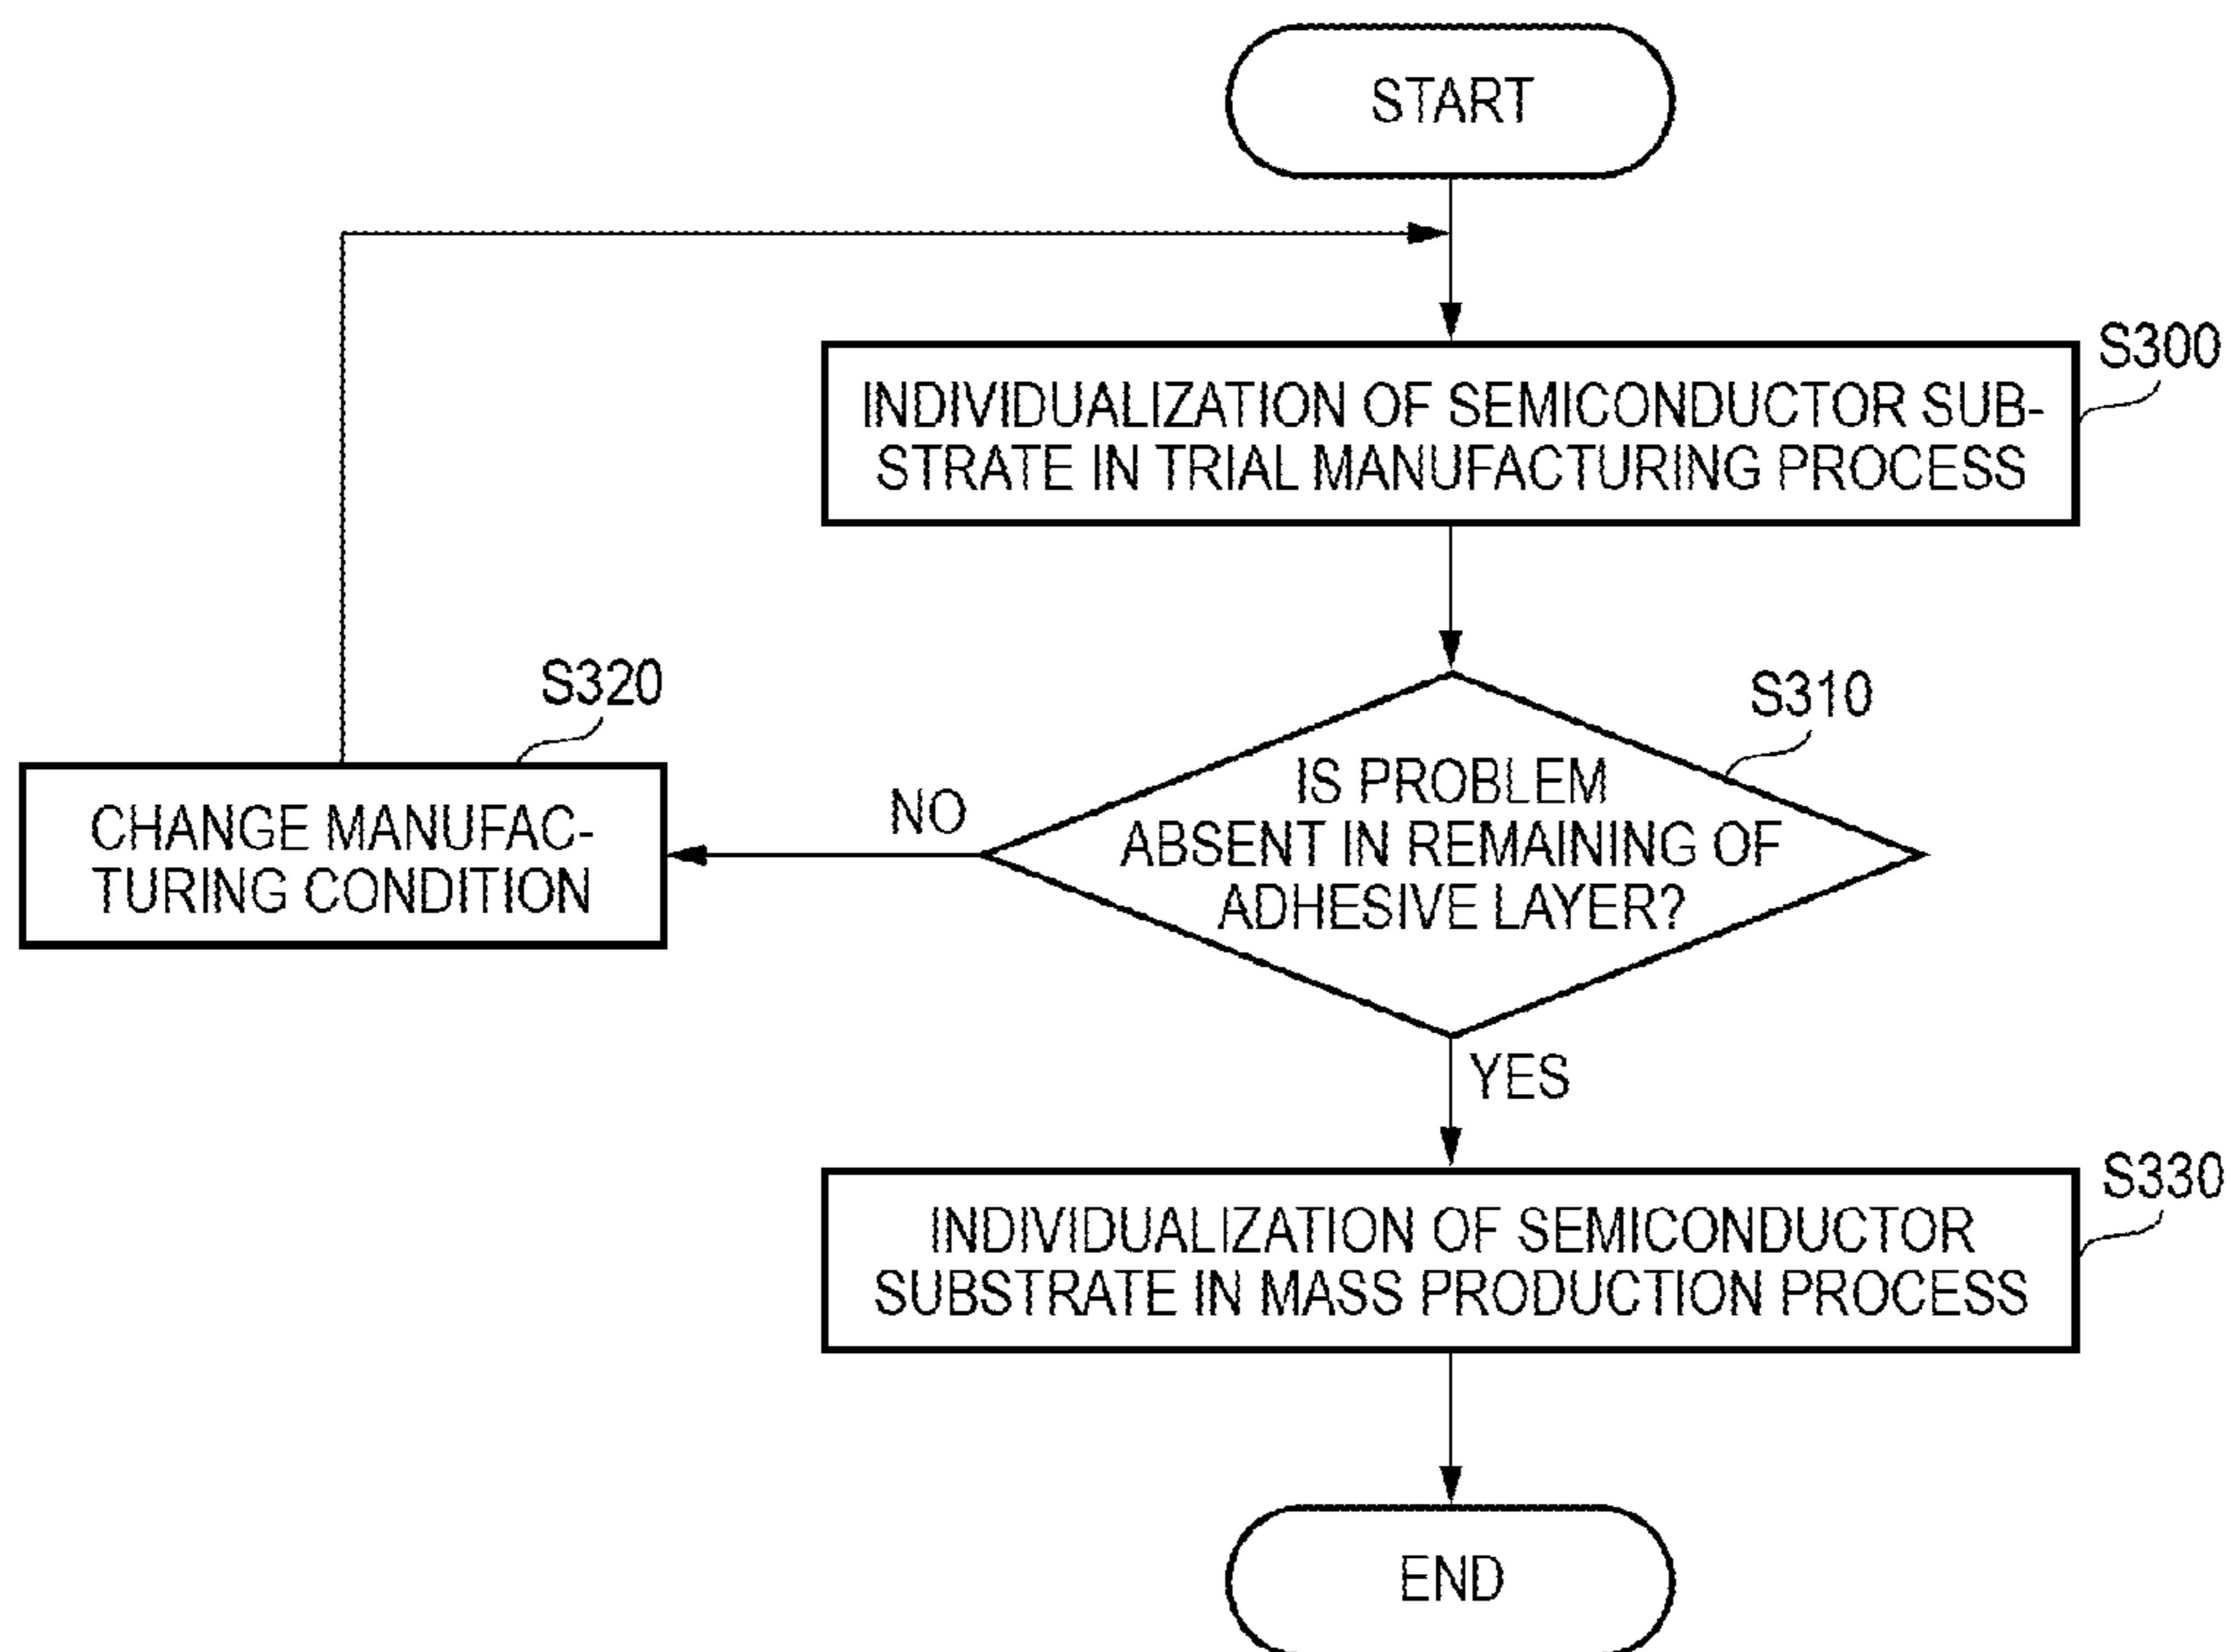 START
S300
INDIVIDUALIZATION OF SEMICONDUCTOR SUB-
STRATE IN TRIAL MANUFACTURING PROCESS
S310
IS PROBLEM
ABSENT IN REMAINING OF
ADHESIVE LAYER?
NO
S320
CHANGE MANUFAC-
TURING CONDITION
YES
S330
INDIVIDUALIZATION OF SEMICONDUCTOR
SUBSTRATE IN MASS PRODUCTION PROCESS
END